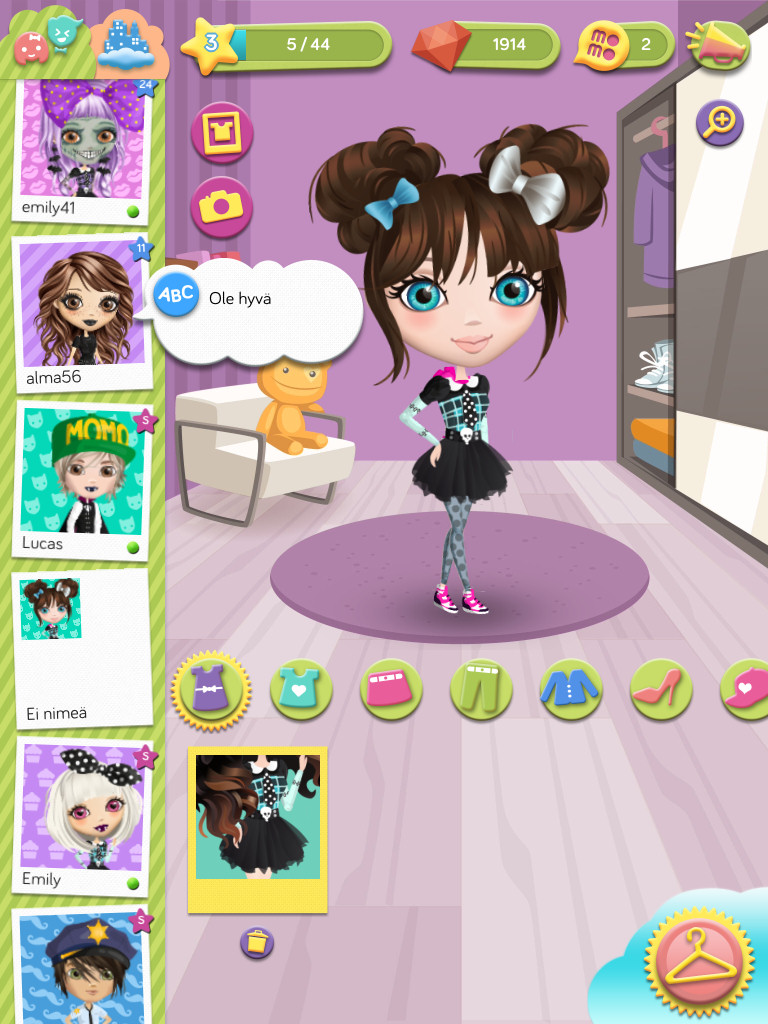 3
5 / 44
1914
momo
2
24
emily41
11
ABC
Ole hyvä
alma56
S
MOMO
Lucas
Ei nimeä
S
Emily
S